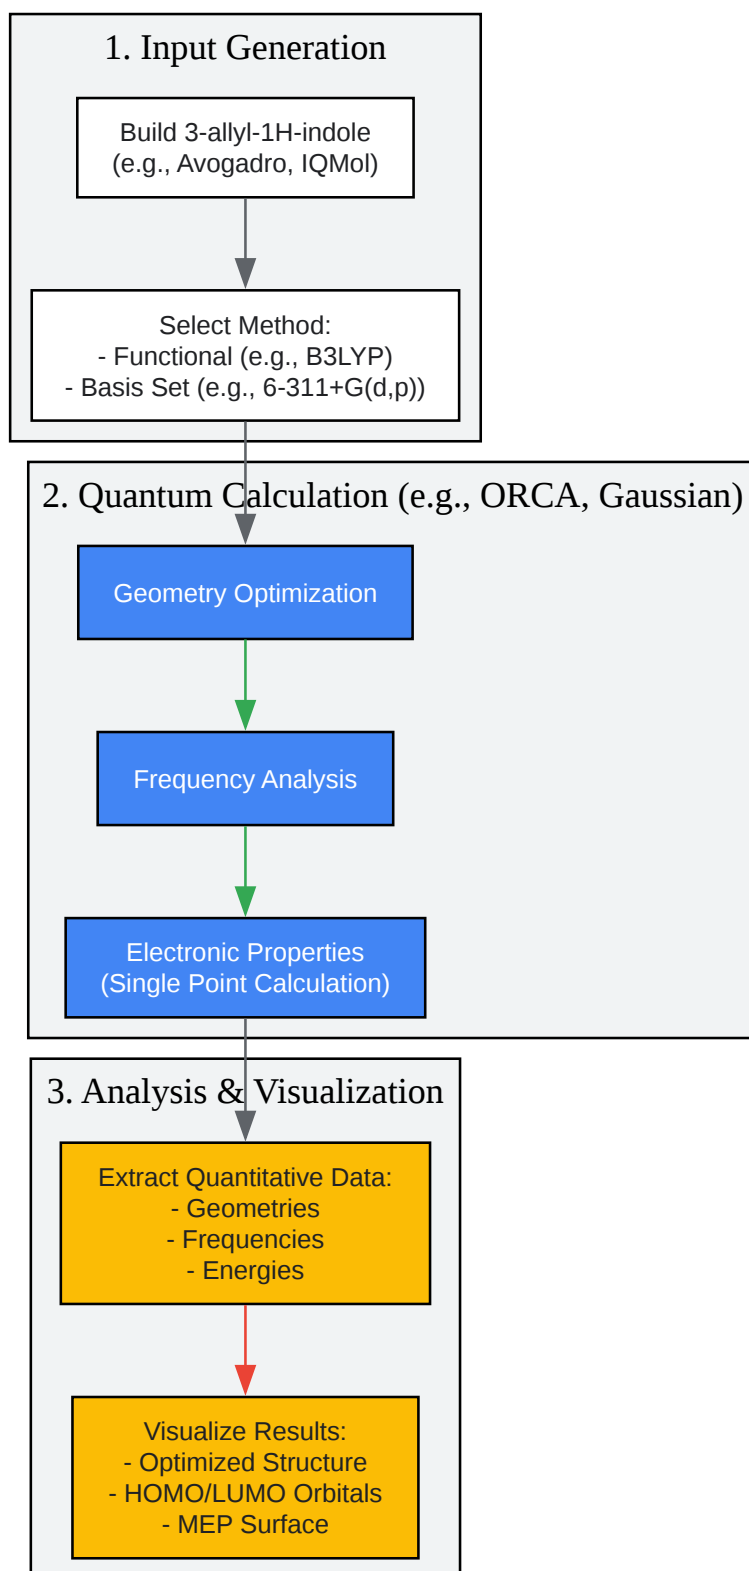 1. Input Generation
Build 3-allyl-1H-indole
(e.g., Avogadro, IQMol)
Select Method:
- Functional (e.g., B3LYP)
- Basis Set (e.g., 6-311+G(d,p))
2. Quantum Calculation (e.g., ORCA, Gaussian)
Geometry Optimization
Frequency Analysis
Electronic Properties
(Single Point Calculation)
3. Analysis & Visualization
Extract Quantitative Data:
- Geometries
- Frequencies
- Energies
Visualize Results:
- Optimized Structure
- HOMO/LUMO Orbitals
- MEP Surface